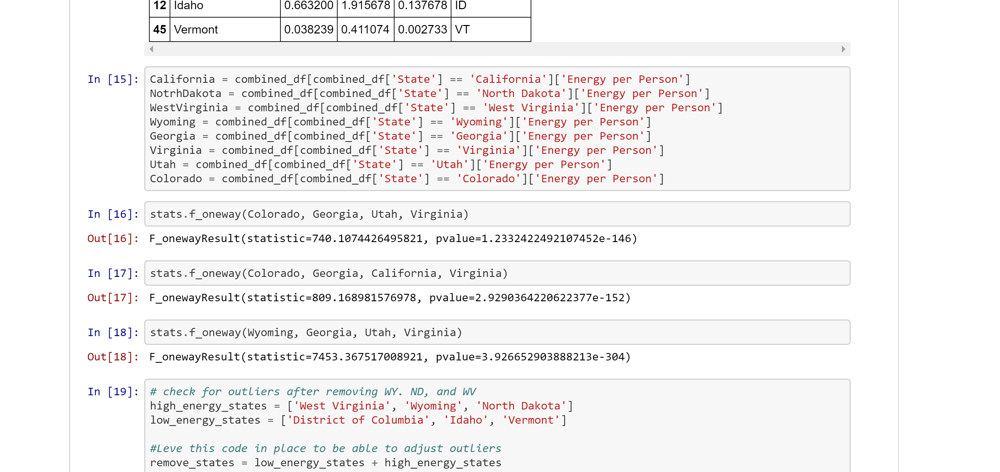 12 Idaho 0.663200 1.915678 0.137678 ID
45 Vermont 0.038239 0.411074 0.002733 VT
In [15]: California = combined_df[combined_df['State'] == 'California']['Energy per Person']
NotrhDakota = combined_df[combined_df['State'] == 'North Dakota']['Energy per Person']
WestVirginia = combined_df[combined_df['State'] == 'West Virginia']['Energy per Person']
Wyoming = combined_df[combined_df['State'] == 'Wyoming']['Energy per Person']
Georgia = combined_df[combined_df['State'] == 'Georgia']['Energy per Person']
Virginia = combined_df[combined_df['State'] == 'Virginia']['Energy per Person']
Utah = combined_df[combined_df['State'] == 'Utah']['Energy per Person']
Colorado = combined_df[combined_df['State'] == 'Colorado']['Energy per Person']
In [16]: stats.f_oneway(Colorado, Georgia, Utah, Virginia)
Out[16]: F_onewayResult(statistic=740.1074426495821, pvalue=1.2332422492107452e-146)
In [17]: stats.f_oneway(Colorado, Georgia, California, Virginia)
Out[17]: F_onewayResult(statistic=809.168981576978, pvalue=2.9290364220622377e-152)
In [18]: stats.f_oneway(Wyoming, Georgia, Utah, Virginia)
Out[18]: F_onewayResult(statistic=7453.367517008921, pvalue=3.926652903888213e-304)
In [19]: # check for outliers after removing WY. ND, and WV
high_energy_states = ['West Virginia', 'Wyoming', 'North Dakota']
low_energy_states = ['District of Columbia', 'Idaho', 'Vermont']
#Leve this code in place to be able to adjust outliers
remove_states = low_energy_states + high_energy_states